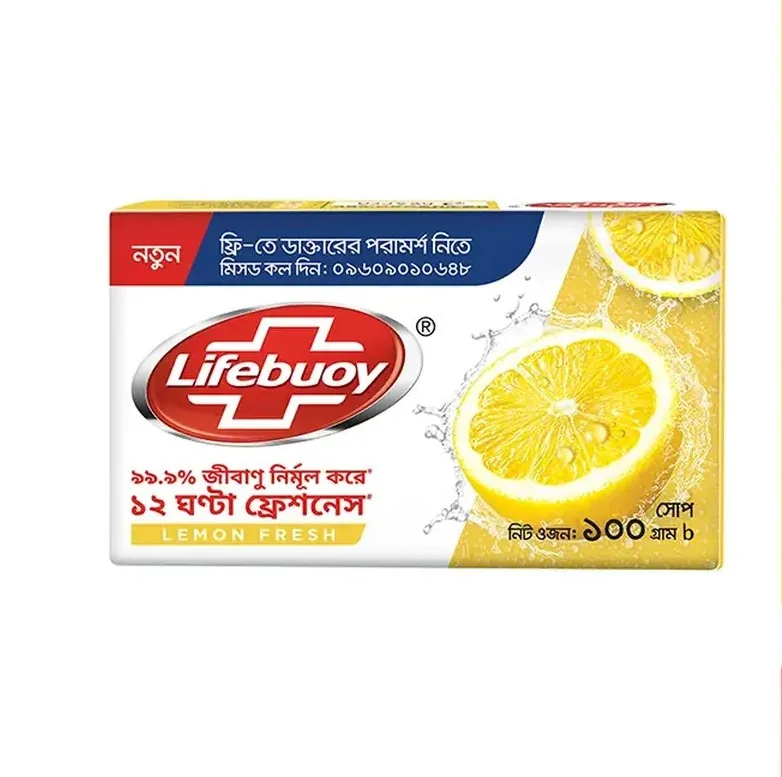 নতুন
ফ্রি-তে ডাক্তারের পরামর্শ নিতে
মিসড কল দিন: ০৯৬০৯০১০৬৪৮
Lifebuoy ®
৯৯.৯% জীবাণু নির্মূল করে*
১২ ঘণ্টা ফ্রেশনেস#
LEMON FRESH
সোপ
নিট ওজন: ১০০ গ্রাম b